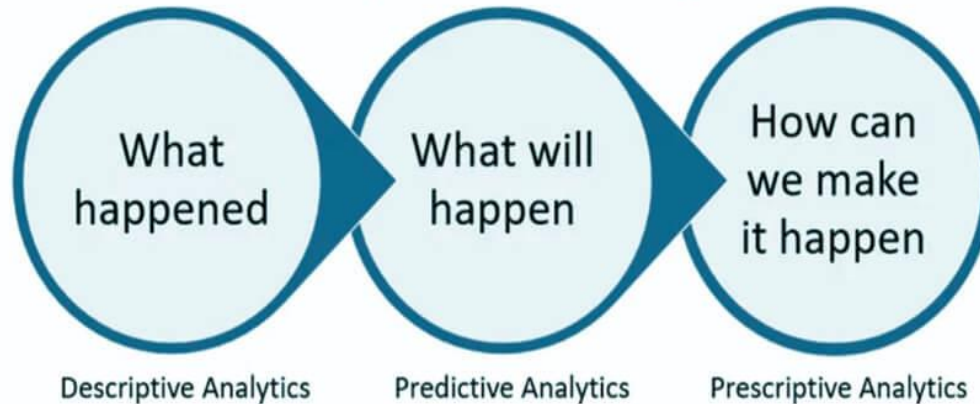 What
happened
What will
happen
How can
we make
it happen
Descriptive Analytics
Predictive Analytics
Prescriptive Analytics